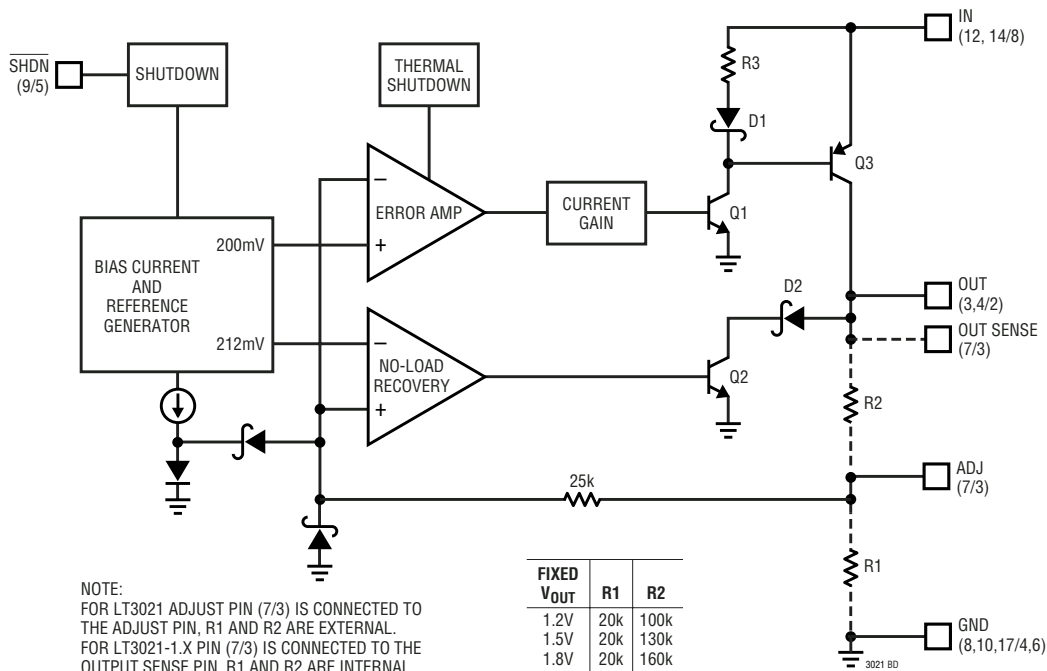 SHDN
(9/5)
SHUTDOWN
THERMAL
SHUTDOWN
IN
(12, 14/8)
R3
D1
Q3
200mV
BIAS CURRENT
AND
REFERENCE
GENERATOR
212mV
–
ERROR AMP
+
CURRENT
GAIN
Q1
OUT
(3,4/2)
D2
OUT SENSE
(7/3)
–
NO-LOAD
RECOVERY
+
Q2
R2
ADJ
(7/3)
25k
R1
GND
(8,10,17/4,6)
3021 BD
NOTE:
FOR LT3021 ADJUST PIN (7/3) IS CONNECTED TO
THE ADJUST PIN, R1 AND R2 ARE EXTERNAL.
FOR LT3021-1.X PIN (7/3) IS CONNECTED TO THE
OUTPUT SENSE PIN, R1 AND R2 ARE INTERNAL.
FIXED
VOUT R1 R2
1.2V 20k 100k
1.5V 20k 130k
1.8V 20k 160k